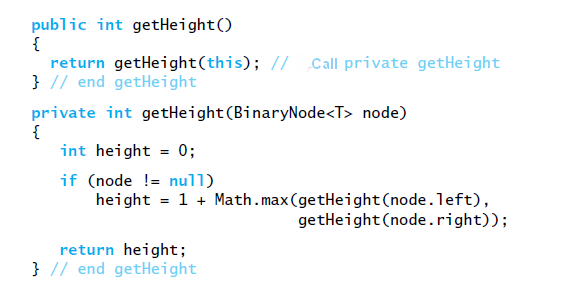 public int getHeight()
{
return getHeight(this); // Call private getHeight
} // end getHeight
private int getHeight(BinaryNode<T> node)
{
int height = 0;
if (node != null)
height = 1 + Math.max(getHeight(node.left),
getHeight(node.right));
return height;
} // end getHeight